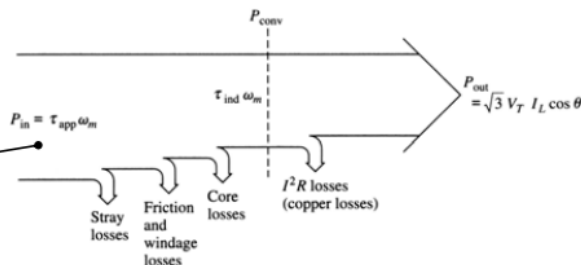 P_conv
P_out
= √3 V_T I_L cos θ
τ_ind ω_m
P_in = τ_app ω_m
Stray
losses
Friction
and
windage
losses
Core
losses
I²R losses
(copper losses)